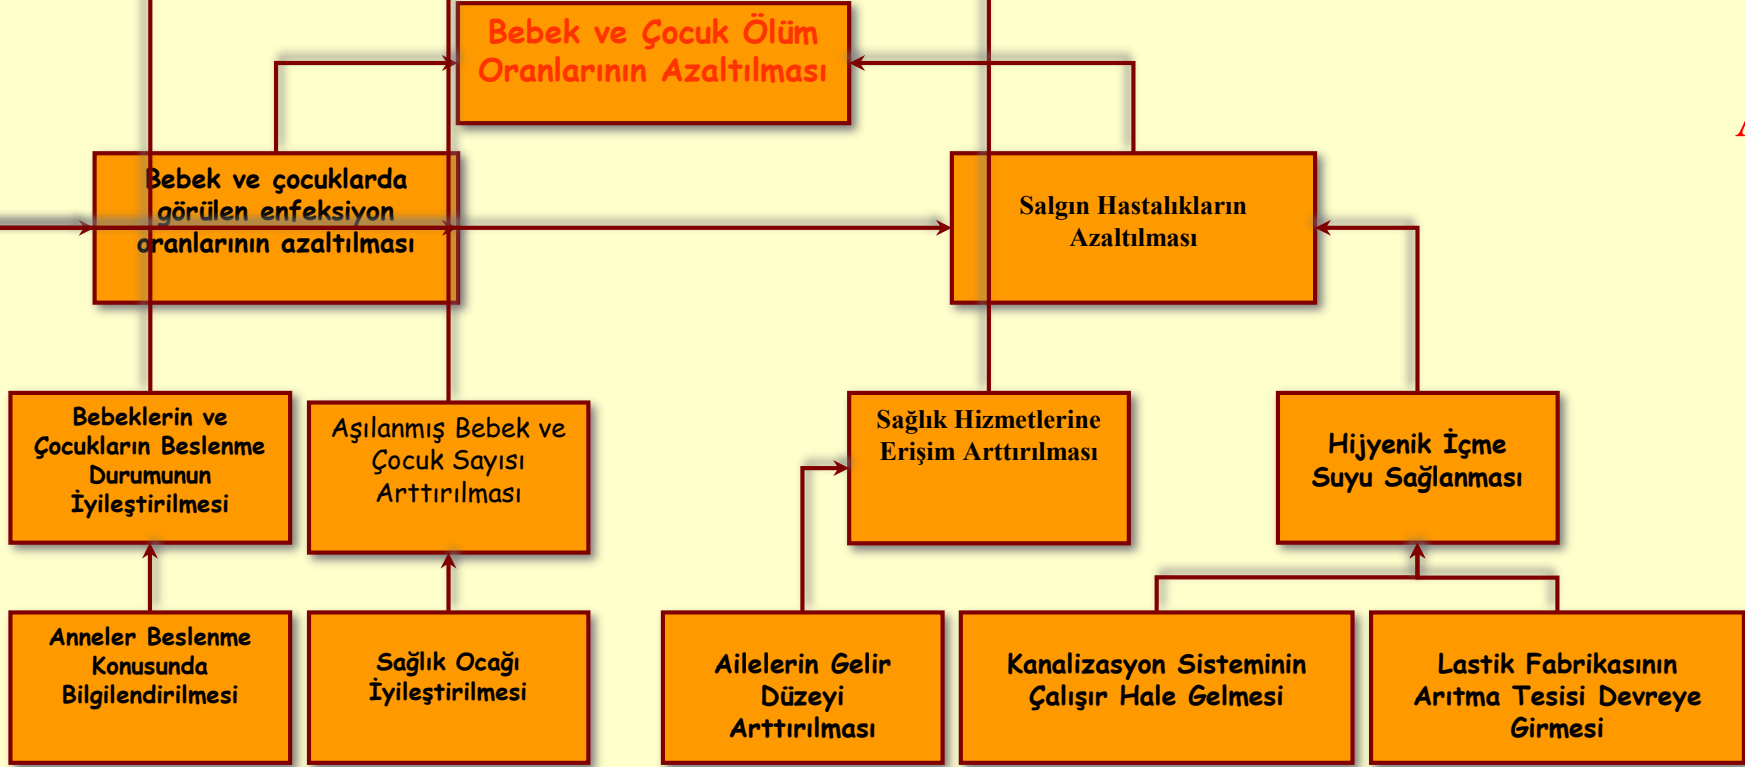 Bebek ve Çocuk Ölüm
Oranlarının Azaltılması
Bebek ve çocuklarda
görülen enfeksiyon
oranlarının azaltılması
Salgın Hastalıkların
Azaltılması
Bebeklerin ve
Çocukların Beslenme
Durumunun
İyileştirilmesi
Aşılanmış Bebek ve
Çocuk Sayısı
Arttırılması
Sağlık Hizmetlerine
Erişim Arttırılması
Hijyenik İçme
Suyu Sağlanması
Anneler Beslenme
Konusunda
Bilgilendirilmesi
Sağlık Ocağı
İyileştirilmesi
Ailelerin Gelir
Düzeyi
Arttırılması
Kanalizasyon Sisteminin
Çalışır Hale Gelmesi
Lastik Fabrikasının
Arıtma Tesisi Devreye
Girmesi